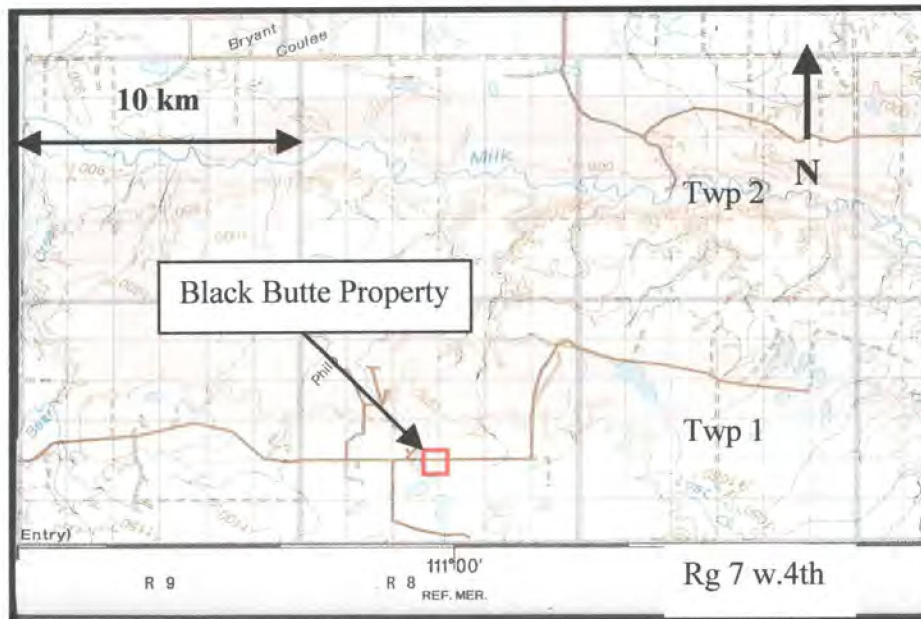 Bryant
Coulee
10 km
Milk
N
Twp 2
Black Butte Property
Philp
Twp 1
Entry)
111°00'
R 9
R 8
REF. MER.
Rg 7 w.4th